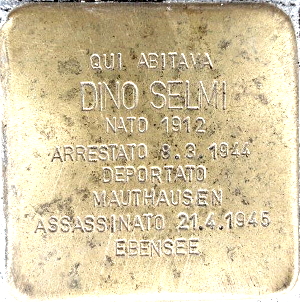 QUI ABITAVA
DINO SELMI
NATO 1912
ARRESTATO 8.3.1944
DEPORTATO
MAUTHAUSEN
ASSASSINATO 21.4.1945
EBENSEE